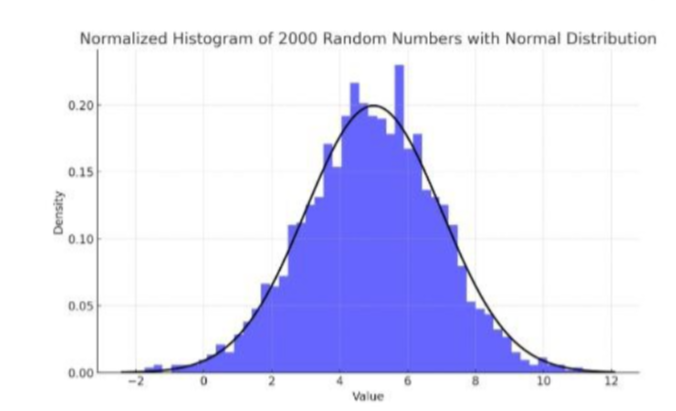 Normalized Histogram of 2000 Random Numbers with Normal Distribution
0.20
0.15
0.10
0.05
0.00
Density
−2 0 2 4 6 8 10 12
Value